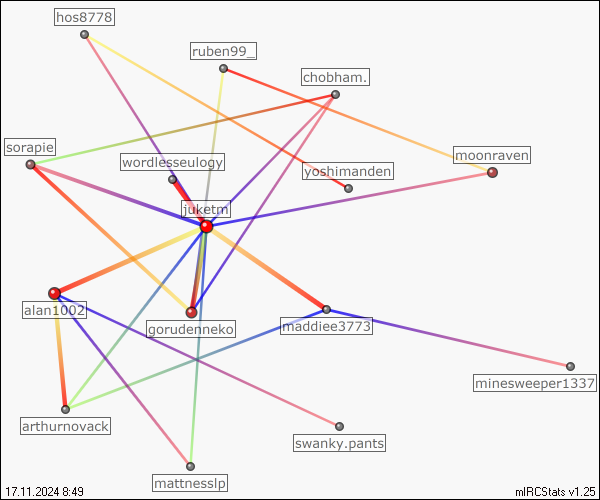 hos8778
ruben99_
chobham.
sorapie
wordlesseulogy
moonraven
yoshimanden
juketm
alan1002
gorudenneko
maddiee3773
minesweeper1337
arthurnovack
swanky.pants
mattnesslp
17.11.2024 8:49
mIRCStats v1.25